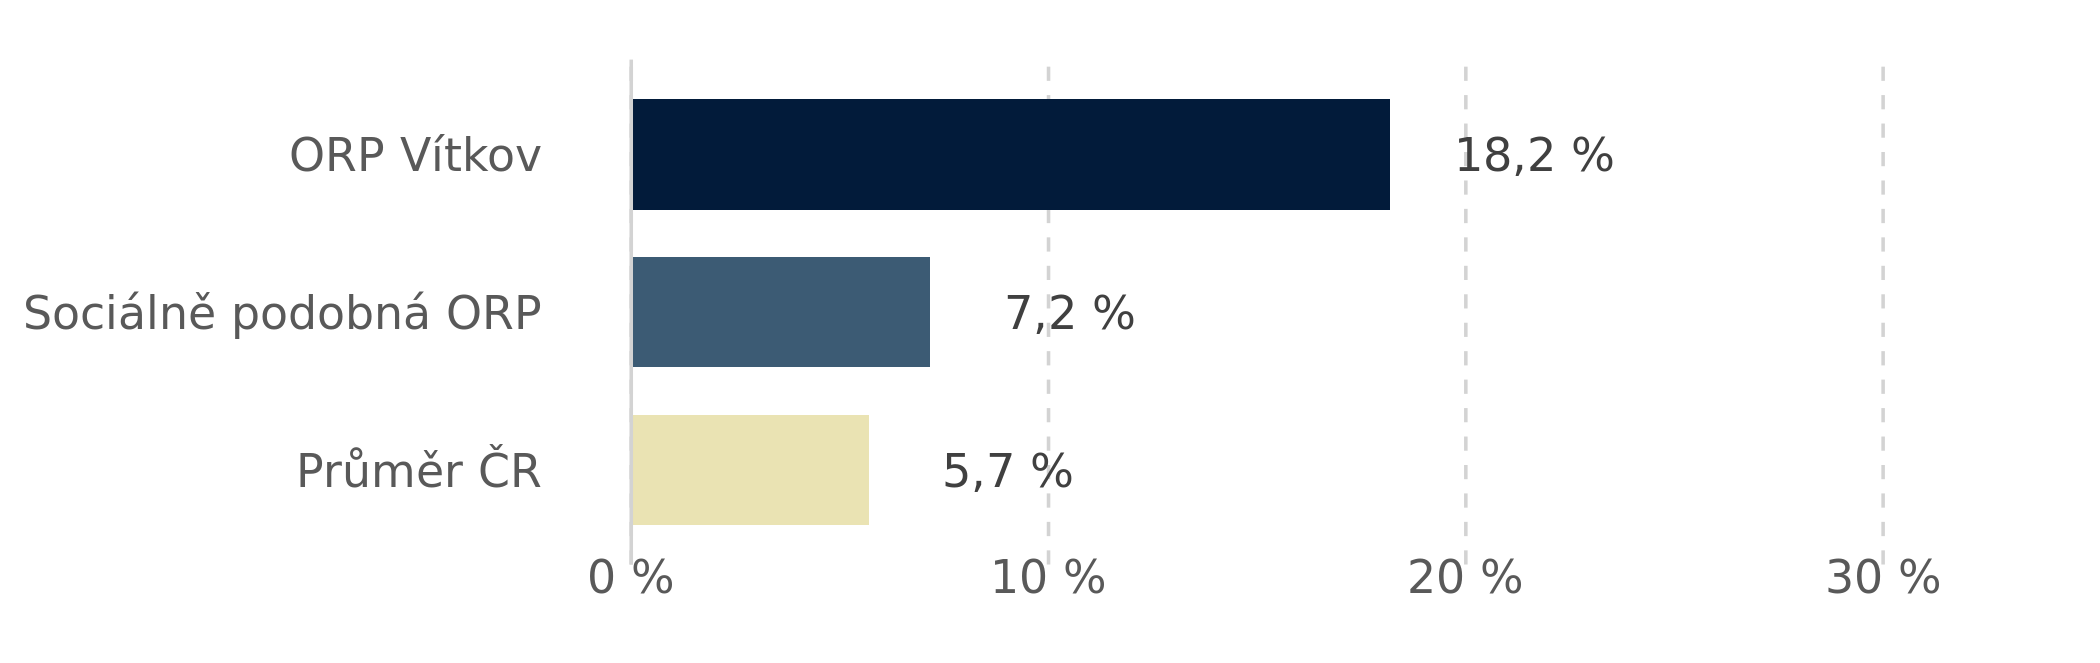 ORP Vítkov 18,2 %
Sociálně podobná ORP 7,2 %
Průměr ČR 5,7 %
0 % 10 % 20 % 30 %